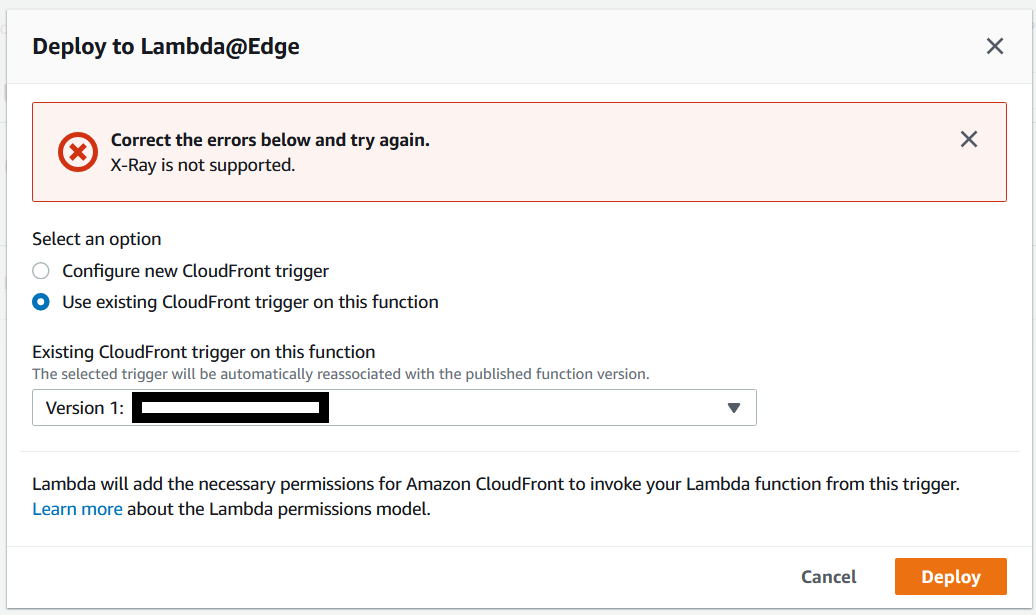 Deploy to Lambda@Edge
Correct the errors below and try again.
X-Ray is not supported.
Select an option
Configure new CloudFront trigger
Use existing CloudFront trigger on this function
Existing CloudFront trigger on this function
The selected trigger will be automatically reassociated with the published function version.
Version 1:
Lambda will add the necessary permissions for Amazon CloudFront to invoke your Lambda function from this trigger.
Learn more about the Lambda permissions model.
Cancel
Deploy